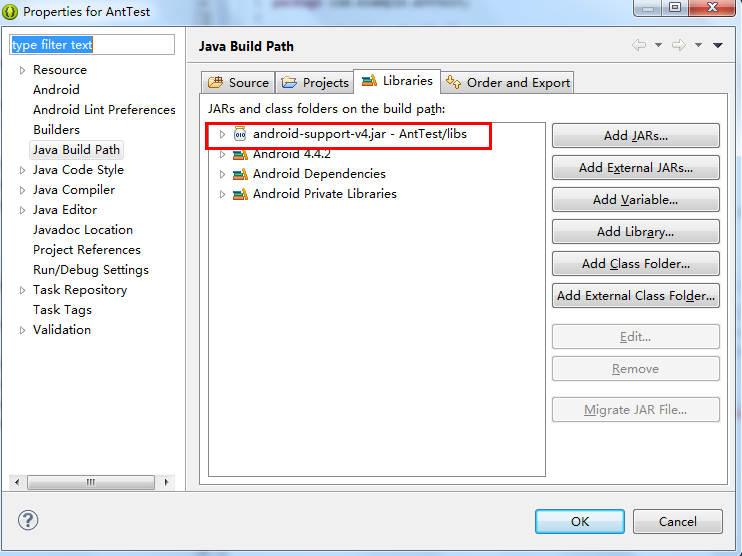 Properties for AntTest
type filter text
Resource
Android
Android Lint Preferences
Builders
Java Build Path
Java Code Style
Java Compiler
Java Editor
Javadoc Location
Project References
Run/Debug Settings
Task Repository
Task Tags
Validation
Java Build Path
Source
Projects
Libraries
Order and Export
JARs and class folders on the build path:
android-support-v4.jar - AntTest/libs
Android 4.4.2
Android Dependencies
Android Private Libraries
Add JARs...
Add External JARs...
Add Variable...
Add Library...
Add Class Folder...
Add External Class Folder...
Edit...
Remove
Migrate JAR File...
OK
Cancel